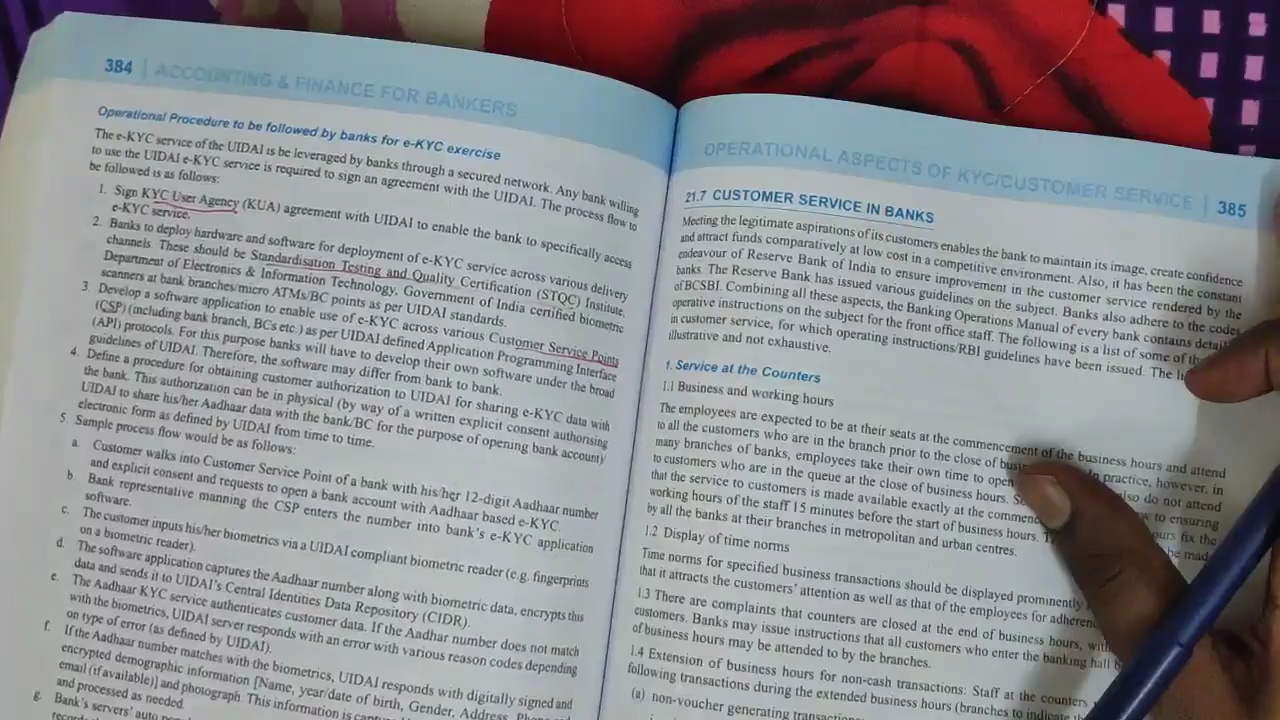 384 | ACCOUNTING & FINANCE FOR BANKERS
Operational Procedure to be followed by banks for e-KYC exercise
The e-KYC service of the UIDAI is be leveraged by banks through a secured network. Any bank willing
to use the UIDAI e-KYC service is required to sign an agreement with the UIDAI. The process flow to
be followed is as follows:
1. Sign KYC User Agency (KUA) agreement with UIDAI to enable the bank to specifically access
e-KYC service.
2. Banks to deploy hardware and software for deployment of e-KYC service across various delivery
channels. These should be Standardisation Testing and Quality Certification (STQC) Institute,
Department of Electronics & Information Technology, Government of India certified biometric
scanners at bank branches/micro ATMs/BC points as per UIDAI standards.
3. Develop a software application to enable use of e-KYC across various Customer Service Points
(CSP) (including bank branch, BCs etc.) as per UIDAI defined Application Programming Interface
(API) protocols. For this purpose banks will have to develop their own software under the broad
guidelines of UIDAI. Therefore, the software may differ from bank to bank.
4. Define a procedure for obtaining customer authorization to UIDAI for sharing e-KYC data with
the bank. This authorization can be in physical (by way of a written explicit consent authorising
UIDAI to share his/her Aadhaar data with the bank/BC for the purpose of opening bank account)/
electronic form as defined by UIDAI from time to time.
5. Sample process flow would be as follows:
a. Customer walks into Customer Service Point of a bank with his/her 12-digit Aadhaar number
and explicit consent and requests to open a bank account with Aadhaar based e-KYC.
b. Bank representative manning the CSP enters the number into bank's e-KYC application
software.
c. The customer inputs his/her biometrics via a UIDAI compliant biometric reader (e.g. fingerprints
on a biometric reader).
d. The software application captures the Aadhaar number along with biometric data, encrypts this
data and sends it to UIDAI's Central Identities Data Repository (CIDR).
e. The Aadhaar KYC service authenticates customer data. If the Aadhar number does not match
with the biometrics, UIDAI server responds with an error with various reason codes depending
on type of error (as defined by UIDAI).
f. If the Aadhaar number matches with the biometrics, UIDAI responds with digitally signed and
encrypted demographic information [Name, year/date of birth, Gender, Address, Phone and
email (if available)] and photograph. This information is
and processed as needed.
g. Bank's servers' auto
OPERATIONAL ASPECTS OF KYC/CUSTOMER SERVICE | 385
21.7 CUSTOMER SERVICE IN BANKS
Meeting the legitimate aspirations of its customers enables the bank to maintain its image, create confidence
and attract funds comparatively at low cost in a competitive environment. Also, it has been the constant
endeavour of Reserve Bank of India to ensure improvement in the customer service rendered by the
banks. The Reserve Bank has issued various guidelines on the subject. Banks also adhere to the codes
of BCSBI. Combining all these aspects, the Banking Operations Manual of every bank contains
operative instructions on the subject for the front office staff. The following is a list of some of
in customer service, for which operating instructions/RBI guidelines have been issued. The
illustrative and not exhaustive.
1. Service at the Counters
1.1 Business and working hours
The employees are expected to be at their seats at the commencement of the business hours and attend
to all the customers who are in the branch prior to the close of In practice, however, in
many branches of banks, employees take their own time to open also do not attend
to customers who are in the queue at the close of business hours. to ensuring
that the service to customers is made available exactly at the fix the
working hours of the staff 15 minutes before the start of business hours. be made
by all the banks at their branches in metropolitan and urban centres.
1.2 Display of time norms
Time norms for specified business transactions should be displayed prominently
that it attracts the customers' attention as well as that of the employees for
1.3 There are complaints that counters are closed at the end of business hours,
customers. Banks may issue instructions that all customers who enter the banking hall
of business hours may be attended to by the branches.
1.4 Extension of business hours for non-cash transactions: Staff at the counters
following transactions during the extended business hours (branches to indicate
(a) non-voucher generating